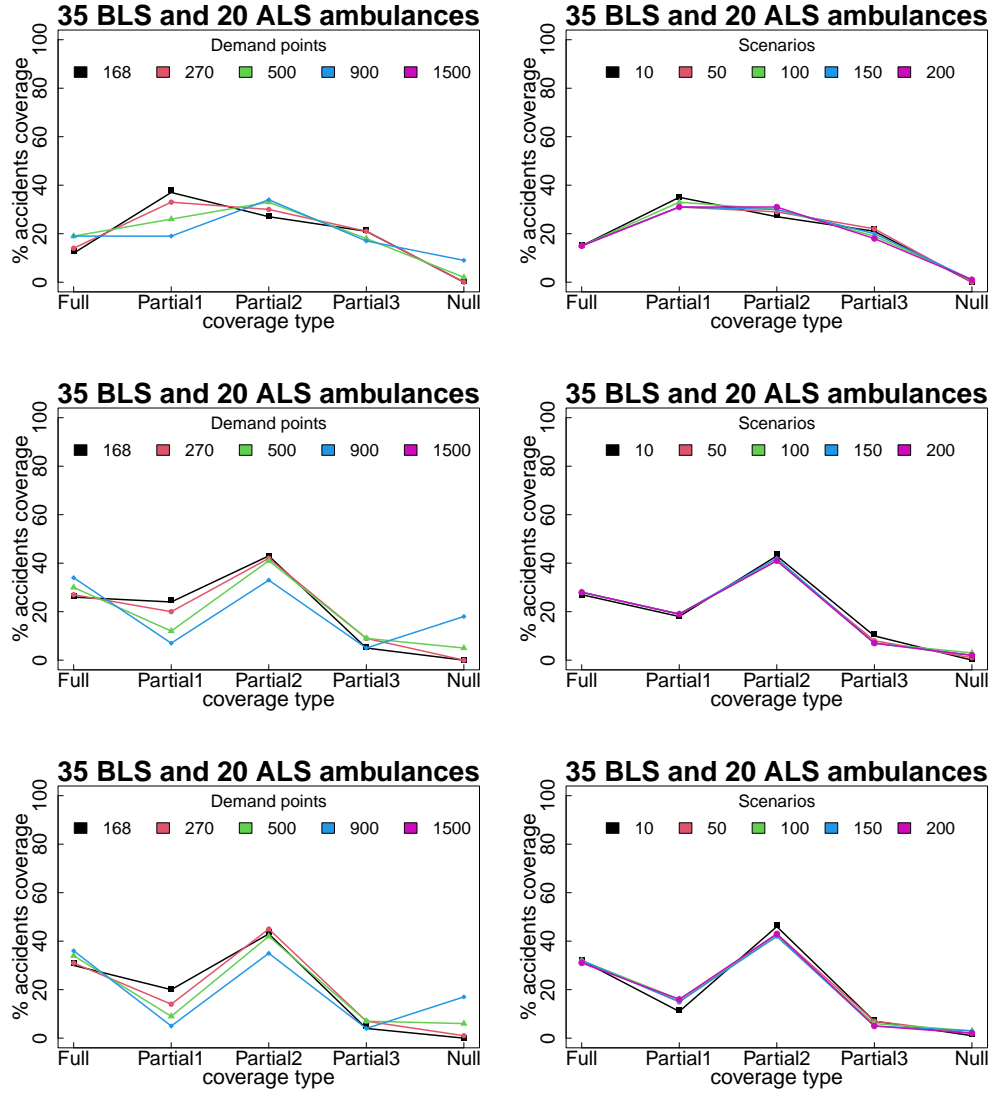 35 BLS and 20 ALS ambulances
Demand points
168 270 500 900 1500
% accidents coverage
0 20 40 60 80 100
Full Partial1 Partial2 Partial3 Null
coverage type
35 BLS and 20 ALS ambulances
Scenarios
10 50 100 150 200
% accidents coverage
0 20 40 60 80 100
Full Partial1 Partial2 Partial3 Null
coverage type
35 BLS and 20 ALS ambulances
Demand points
168 270 500 900 1500
% accidents coverage
0 20 40 60 80 100
Full Partial1 Partial2 Partial3 Null
coverage type
35 BLS and 20 ALS ambulances
Scenarios
10 50 100 150 200
% accidents coverage
0 20 40 60 80 100
Full Partial1 Partial2 Partial3 Null
coverage type
35 BLS and 20 ALS ambulances
Demand points
168 270 500 900 1500
% accidents coverage
0 20 40 60 80 100
Full Partial1 Partial2 Partial3 Null
coverage type
35 BLS and 20 ALS ambulances
Scenarios
10 50 100 150 200
% accidents coverage
0 20 40 60 80 100
Full Partial1 Partial2 Partial3 Null
coverage type